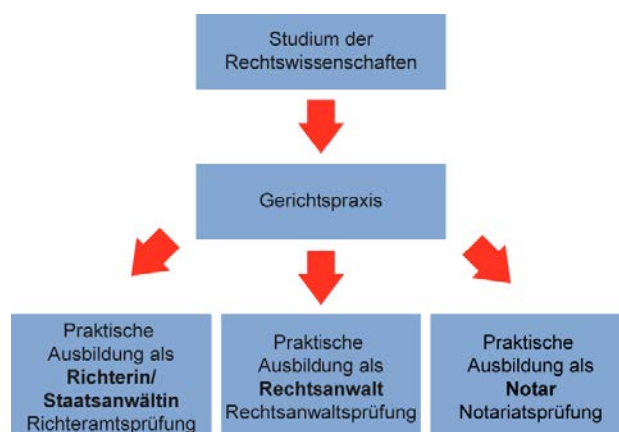 Studium der
Rechtswissenschaften
Gerichtspraxis
Praktische
Ausbildung als
Richterin/
Staatsanwältin
Richteramtsprüfung
Praktische
Ausbildung als
Rechtsanwalt
Rechtsanwaltsprüfung
Praktische
Ausbildung als
Notar
Notariatsprüfung